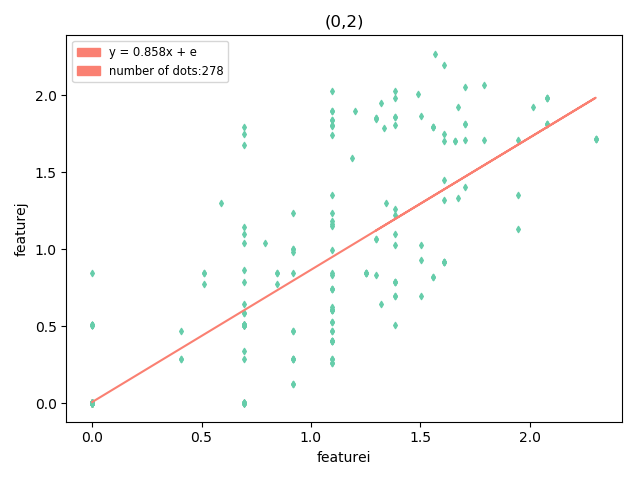 (0,2)
y = 0.858x + e
number of dots:278
2.0
1.5
1.0
0.5
0.0
featurej
0.0 0.5 1.0 1.5 2.0
featurei